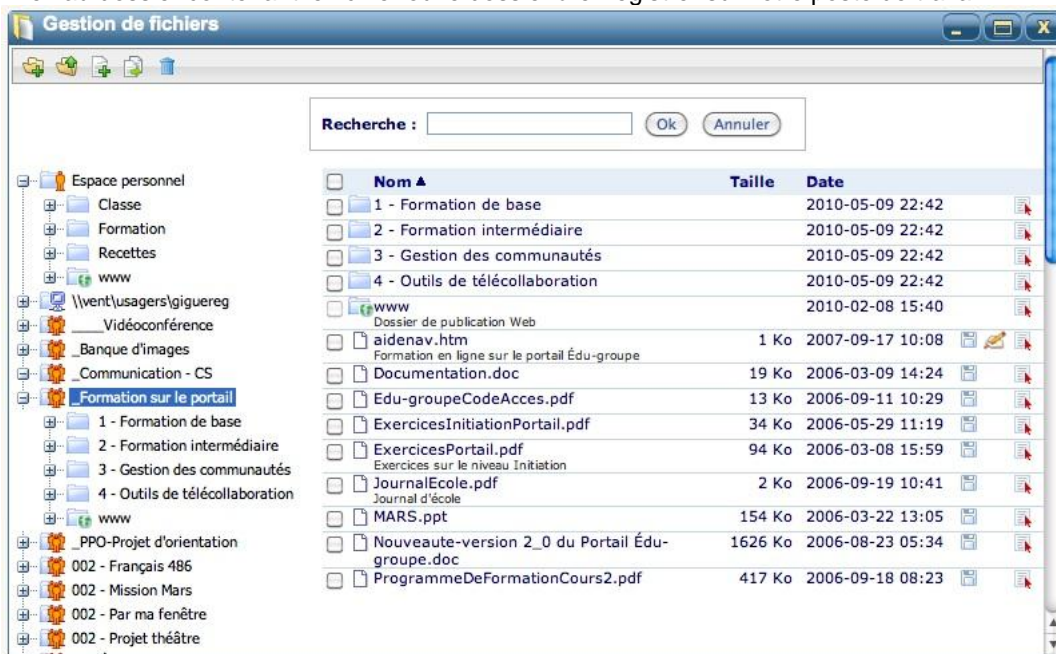 Gestion de fichiers
Recherche :
Ok
Annuler
Espace personnel
Classe
Formation
Recettes
www
\\vent\usagers\giguereg
____Vidéoconférence
_Banque d'images
_Communication - CS
_Formation sur le portail
1 - Formation de base
2 - Formation intermédiaire
3 - Gestion des communautés
4 - Outils de télécollaboration
www
_PPO-Projet d'orientation
002 - Français 486
002 - Mission Mars
002 - Par ma fenêtre
002 - Projet théâtre
Nom Taille Date
1 - Formation de base 2010-05-09 22:42
2 - Formation intermédiaire 2010-05-09 22:42
3 - Gestion des communautés 2010-05-09 22:42
4 - Outils de télécollaboration 2010-05-09 22:42
www 2010-02-08 15:40
Dossier de publication Web
aidenav.htm 1 Ko 2007-09-17 10:08
Formation en ligne sur le portail Édu-groupe
Documentation.doc 19 Ko 2006-03-09 14:24
Edu-groupeCodeAcces.pdf 13 Ko 2006-09-11 10:29
ExercicesInitiationPortail.pdf 34 Ko 2006-05-29 11:19
ExercicesPortail.pdf 94 Ko 2006-03-08 15:59
Exercices sur le niveau Initiation
JournalEcole.pdf 2 Ko 2006-09-19 10:41
Journal d'école
MARS.ppt 154 Ko 2006-03-22 13:05
Nouveaute-version 2_0 du Portail Édu- 1626 Ko 2006-08-23 05:34
groupe.doc
ProgrammeDeFormationCours2.pdf 417 Ko 2006-09-18 08:23